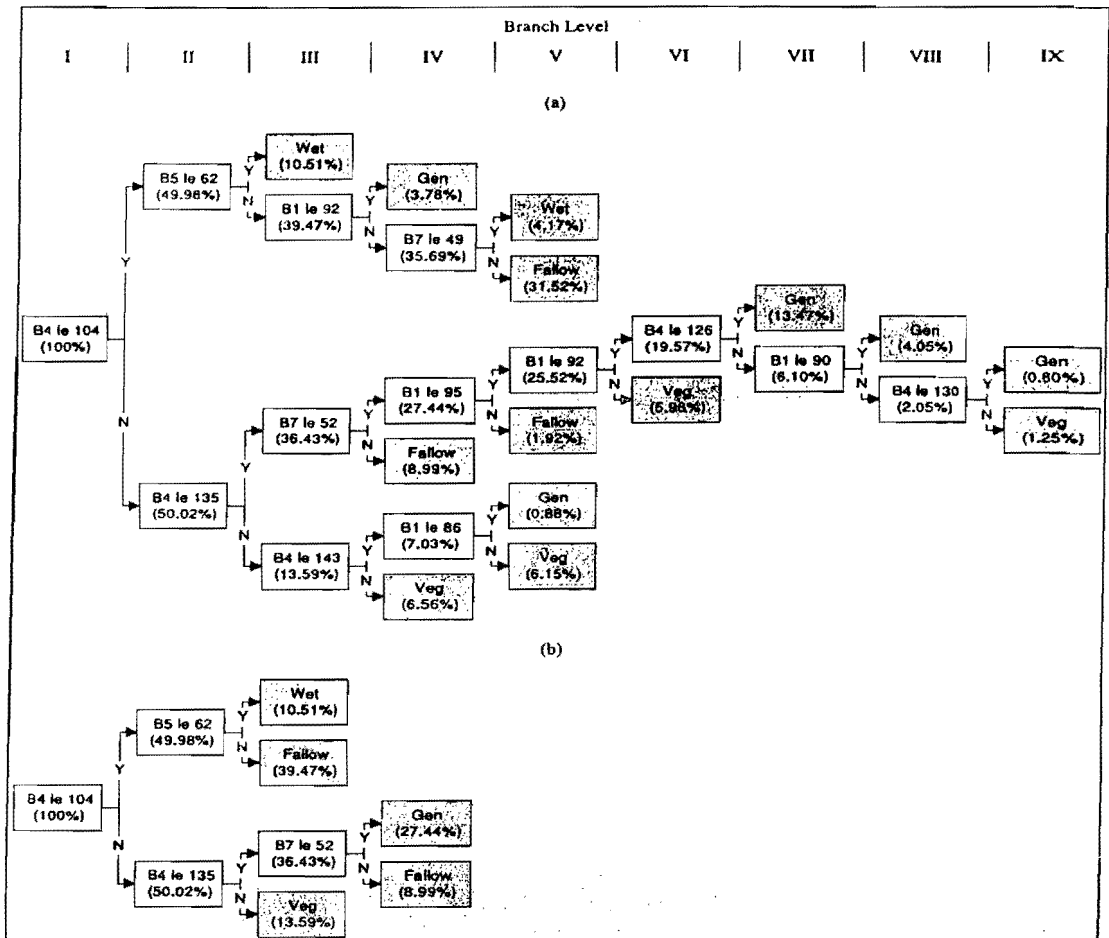 Branch Level
I II III IV V VI VII VIII IX
(a)
B4 le 104
(100%)
Y
N
B5 le 62
(49.98%)
Y
N
Wet
(10.51%)
B1 le 92
(39.47%)
Y
N
Gen
(3.78%)
B7 le 49
(35.69%)
Y
N
Wet
(4.17%)
Fallow
(31.52%)
B4 le 135
(50.02%)
Y
N
B7 le 52
(36.43%)
Y
N
B1 le 95
(27.44%)
Y
N
Fallow
(8.99%)
B1 le 92
(25.52%)
Y
N
Fallow
(1.92%)
B4 le 126
(19.57%)
Y
N
Veg
(5.96%)
Gen
(13.47%)
B1 le 90
(6.10%)
Y
N
Gen
(4.05%)
B4 le 130
(2.05%)
Y
N
Gen
(0.80%)
Veg
(1.25%)
B4 le 143
(13.59%)
Y
N
B1 le 86
(7.03%)
Y
N
Veg
(6.56%)
Gen
(0.88%)
Veg
(6.15%)
(b)
B4 le 104
(100%)
Y
N
B5 le 62
(49.98%)
Y
N
Wet
(10.51%)
Fallow
(39.47%)
B4 le 135
(50.02%)
Y
N
B7 le 52
(36.43%)
Y
N
Veg
(13.59%)
Gen
(27.44%)
Fallow
(8.99%)